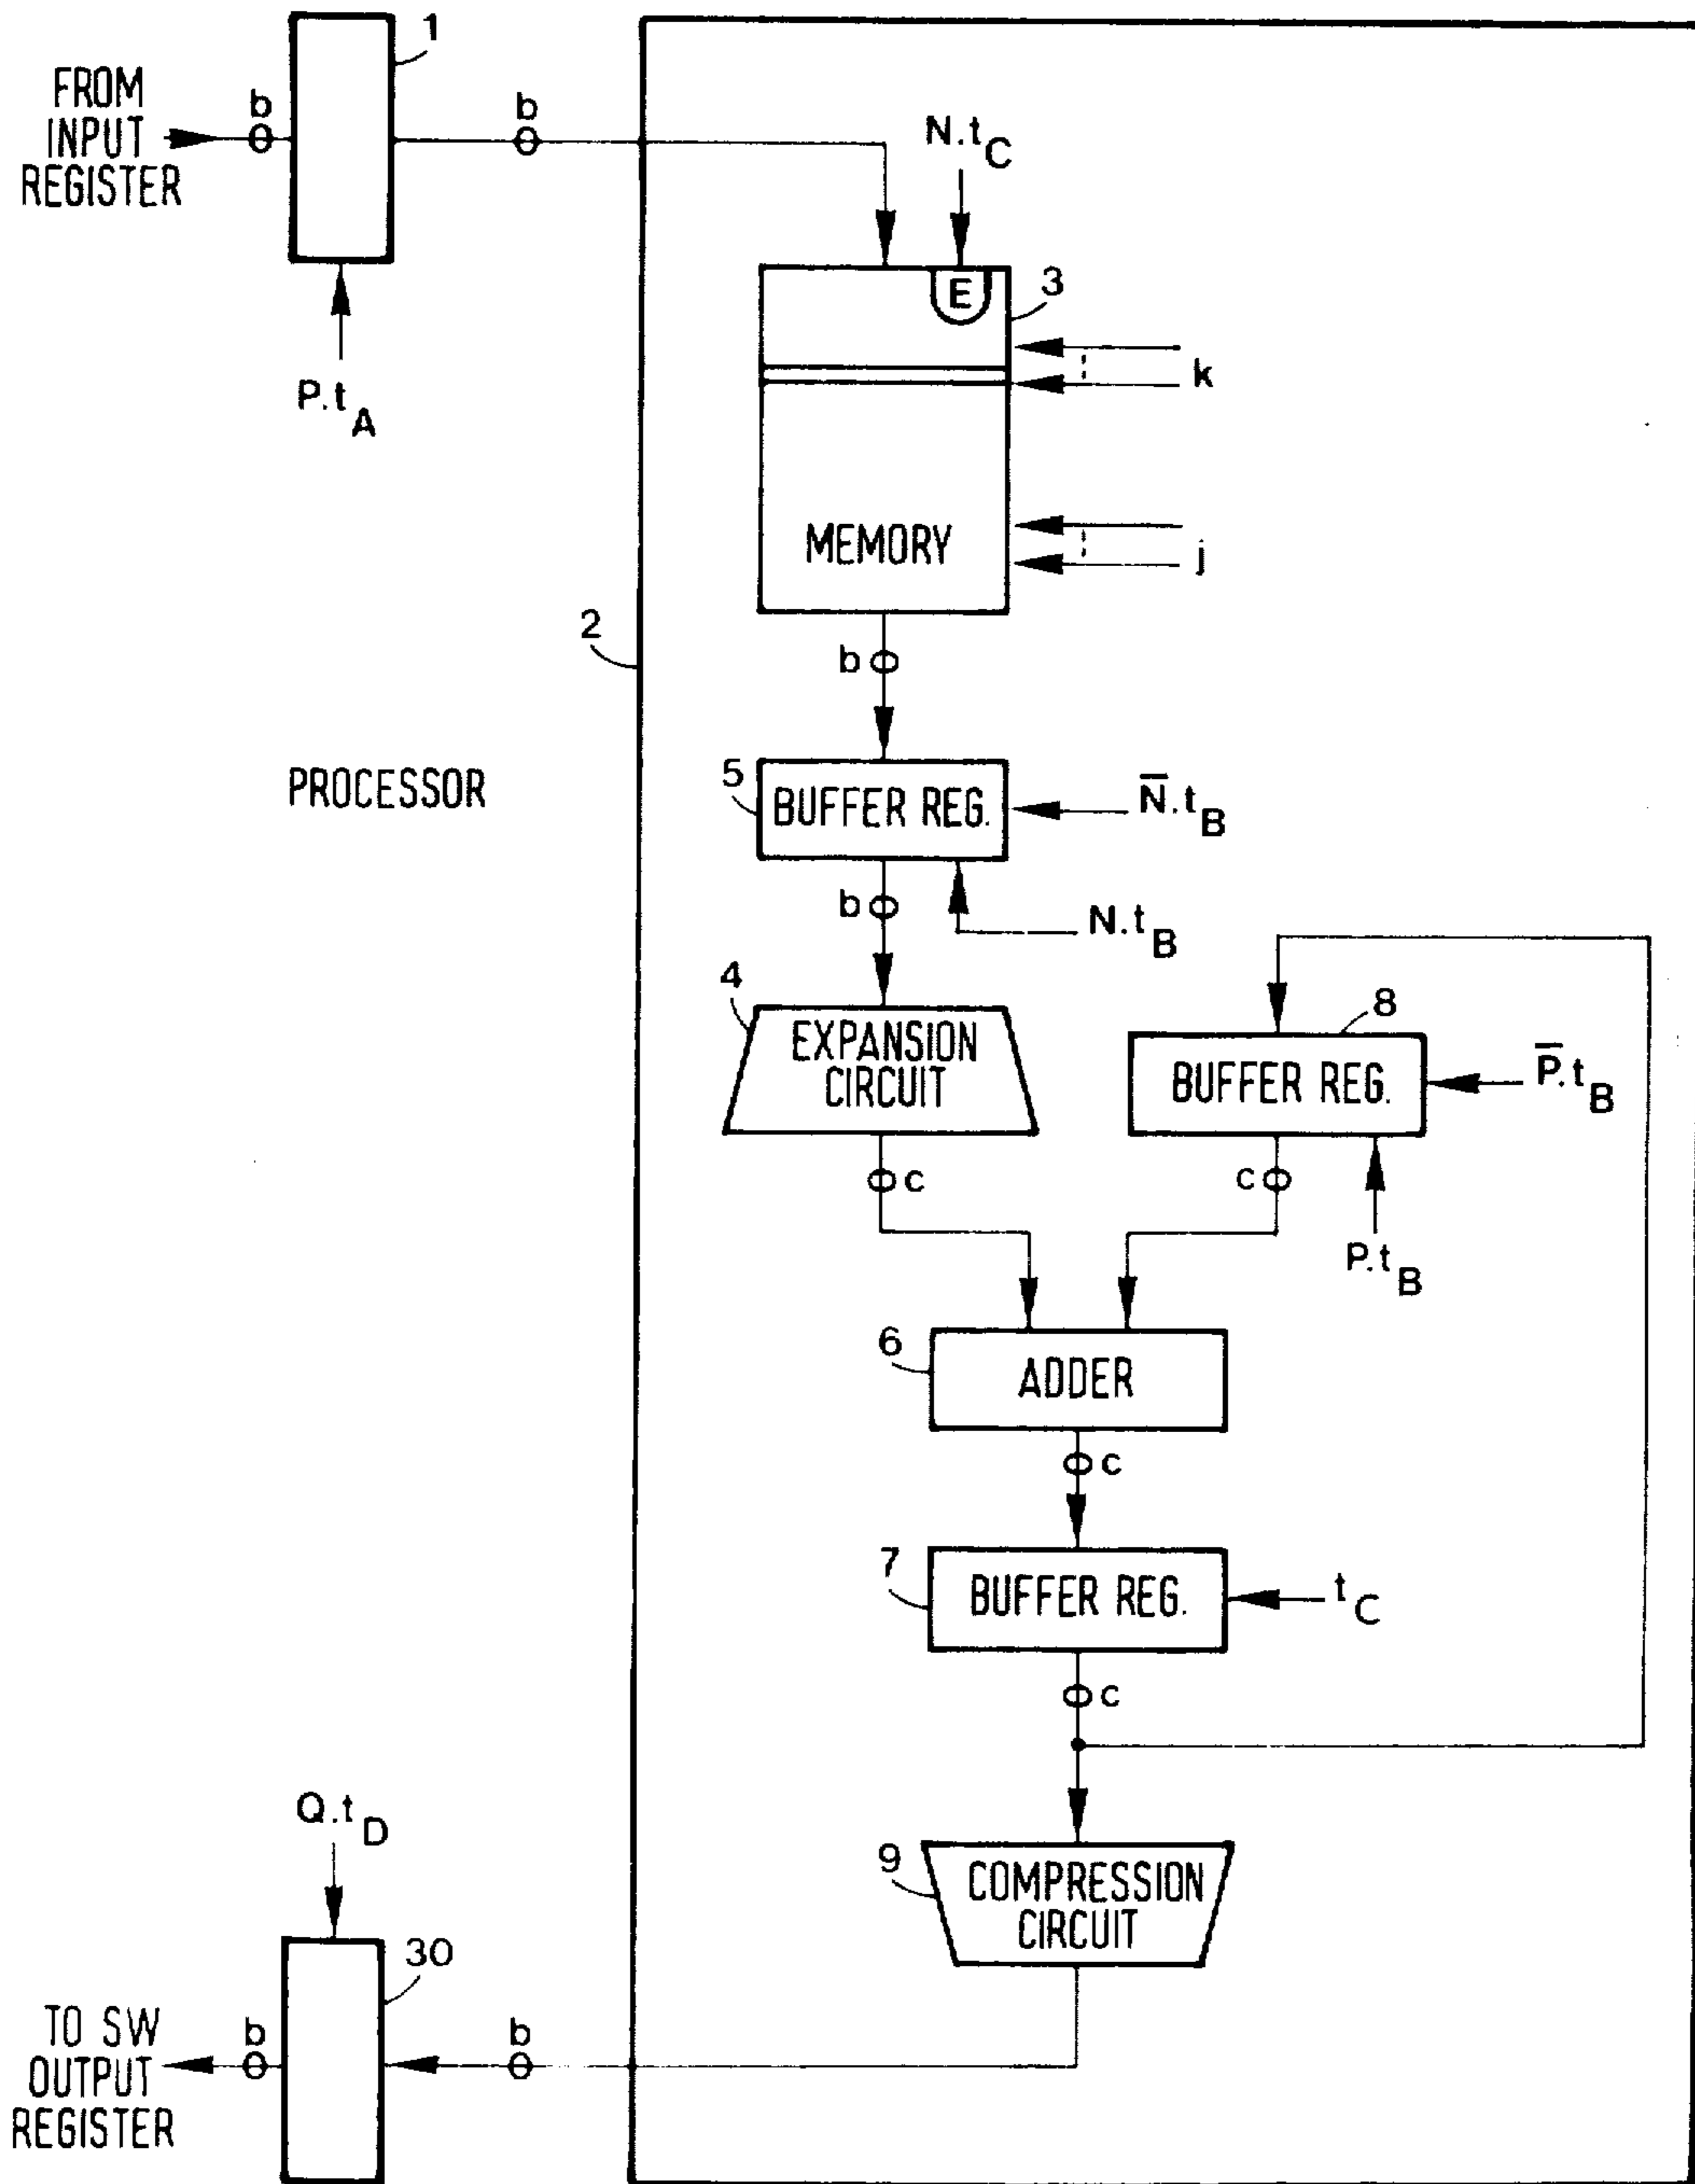 1
FROM
INPUT
REGISTER
b
b
P.tA
N.tC
E
3
k
MEMORY
j
2
b
PROCESSOR
5
BUFFER REG.
N̅.tB
b
N.tB
4
EXPANSION
CIRCUIT
8
BUFFER REG.
P̅.tB
c
c
P.tB
6
ADDER
c
7
BUFFER REG.
tC
c
Q.tD
9
COMPRESSION
CIRCUIT
30
TO SW
OUTPUT
REGISTER
b
b